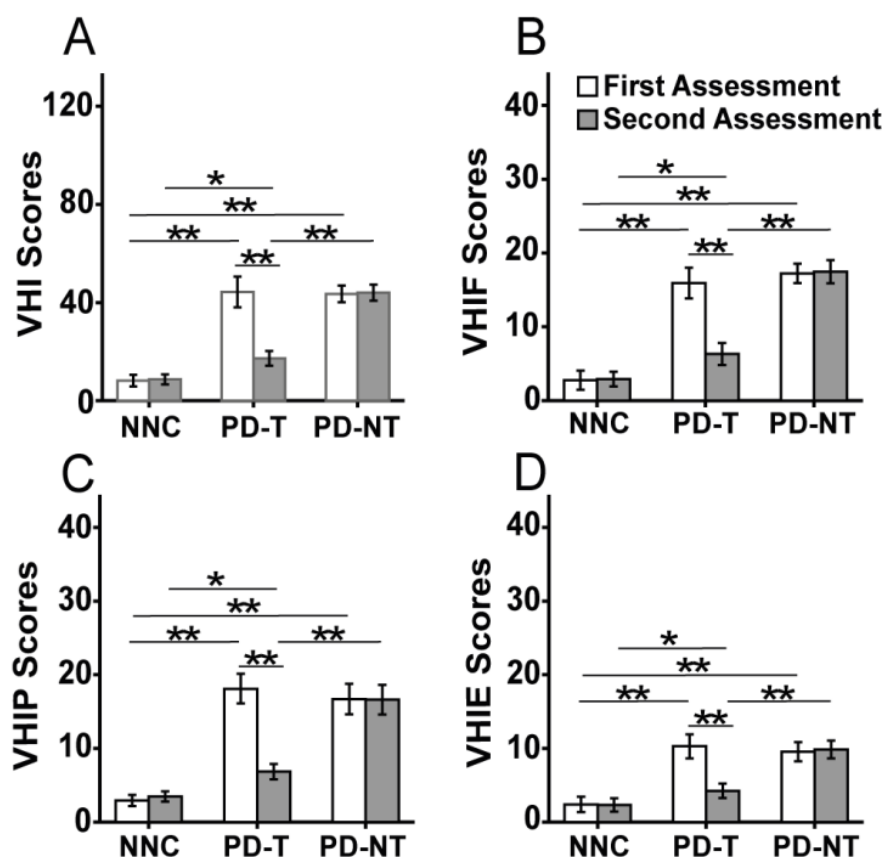 A
VHI Scores
120
80
40
0
*
**
** **
**
NNC PD-T PD-NT
B
First Assessment
Second Assessment
VHIF Scores
40
30
20
10
0
*
**
** **
**
NNC PD-T PD-NT
C
VHIP Scores
40
30
20
10
0
*
**
** **
**
NNC PD-T PD-NT
D
VHIE Scores
40
30
20
10
0
*
**
** **
**
NNC PD-T PD-NT